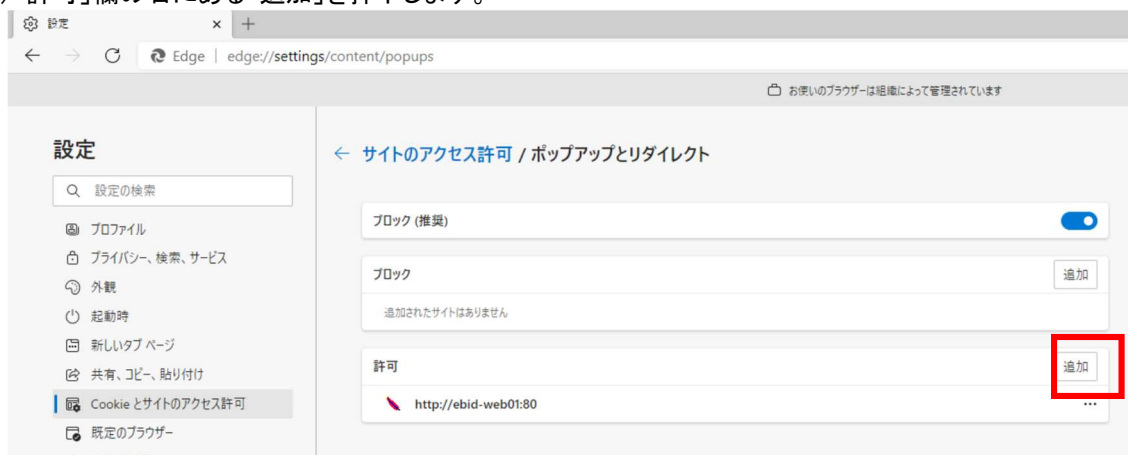 設定
Edge | edge://settings/content/popups
お使いのブラウザーは組織によって管理されています
設定
設定の検索
プロファイル
プライバシー、検索、サービス
外観
起動時
新しいタブ ページ
共有、コピー、貼り付け
Cookie とサイトのアクセス許可
既定のブラウザー
サイトのアクセス許可 / ポップアップとリダイレクト
ブロック (推奨)
ブロック
追加
追加されたサイトはありません
許可
追加
http://ebid-web01:80